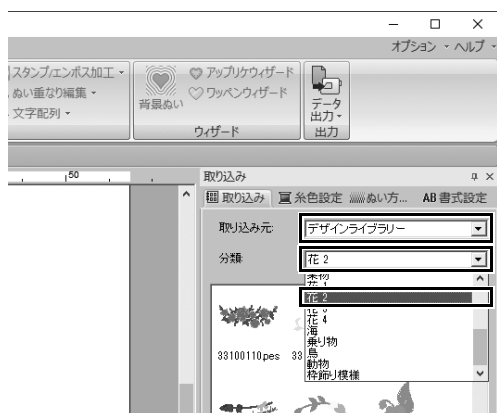 オプション ヘルプ
スタンプ/エンボス加工
ぬい重なり編集
文字配列
背景ぬい
アップリケウィザード
ワッペンウィザード
ウィザード
データ
出力
出力
50
取り込み
取り込み 糸色設定 ぬい方... AB 書式設定
取り込み元: デザインライブラリー
分類: 花 2
果物
花 1
花 2
花 3
花 4
海
乗り物
鳥
動物
枠飾り模様
33100110.pes 33